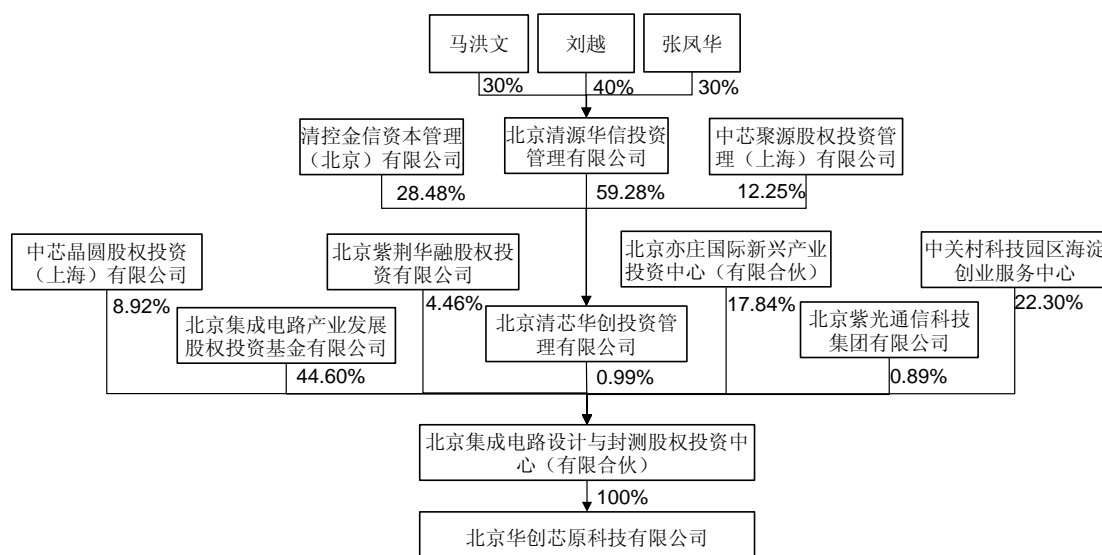 马洪文
刘越
张凤华
30%
40%
30%
清控金信资本管理
（北京）有限公司
北京清源华信投资
管理有限公司
中芯聚源股权投资管
理（上海）有限公司
28.48%
59.28%
12.25%
中芯晶圆股权投资
（上海）有限公司
北京紫荆华融股权投
资有限公司
北京亦庄国际新兴产业
投资中心（有限合伙）
中关村科技园区海淀
创业服务中心
8.92%
4.46%
17.84%
22.30%
北京集成电路产业发展
股权投资基金有限公司
北京清芯华创投资管
理有限公司
北京紫光通信科技
集团有限公司
44.60%
0.99%
0.89%
北京集成电路设计与封测股权投资中
心（有限合伙）
100%
北京华创芯原科技有限公司